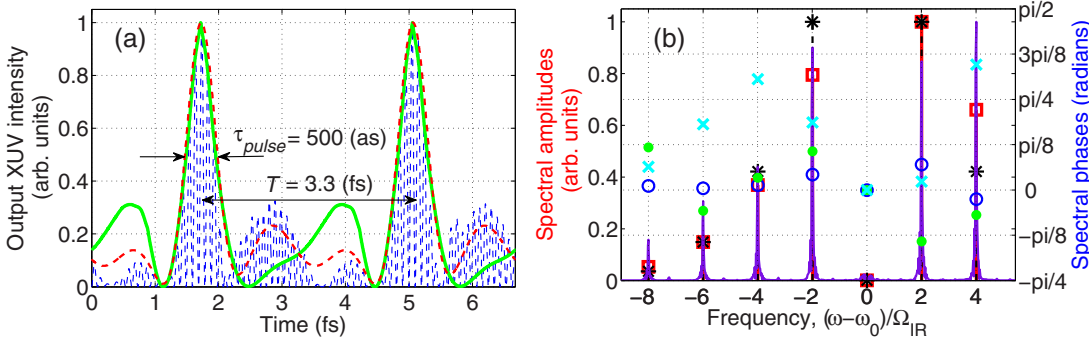 (a)
Output XUV intensity
(arb. units)
1
0.8
0.6
0.4
0.2
0
τpulse = 500 (as)
T = 3.3 (fs)
0 1 2 3 4 5 6
Time (fs)
(b)
Spectral amplitudes
(arb. units)
1
0.8
0.6
0.4
0.2
0
−8 −6 −4 −2 0 2 4
Frequency, (ω−ω0)/ΩIR
pi/2
3pi/8
pi/4
pi/8
0
−pi/8
−pi/4
Spectral phases (radians)